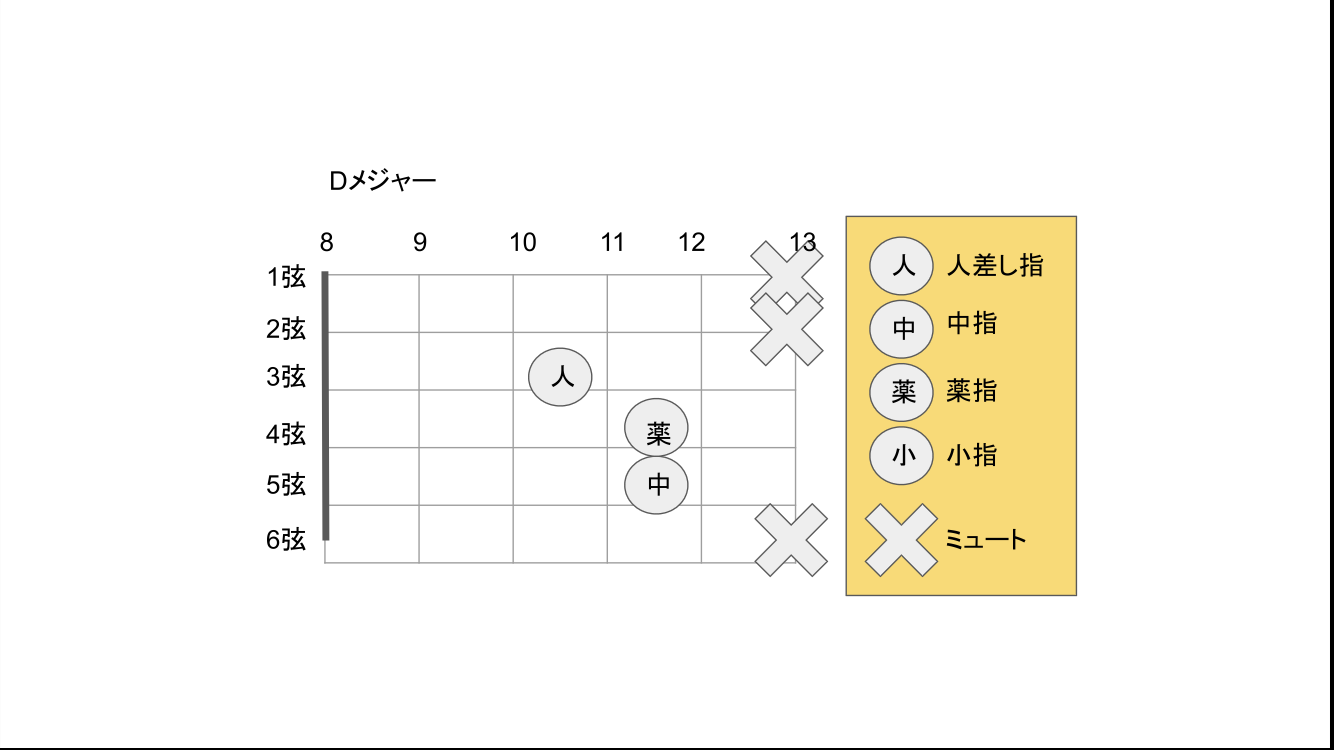 Dメジャー
8 9 10 11 12 13
1弦
2弦
3弦 人
4弦 薬
5弦 中
6弦
人 人差し指
中 中指
薬 薬指
小 小指
ミュート